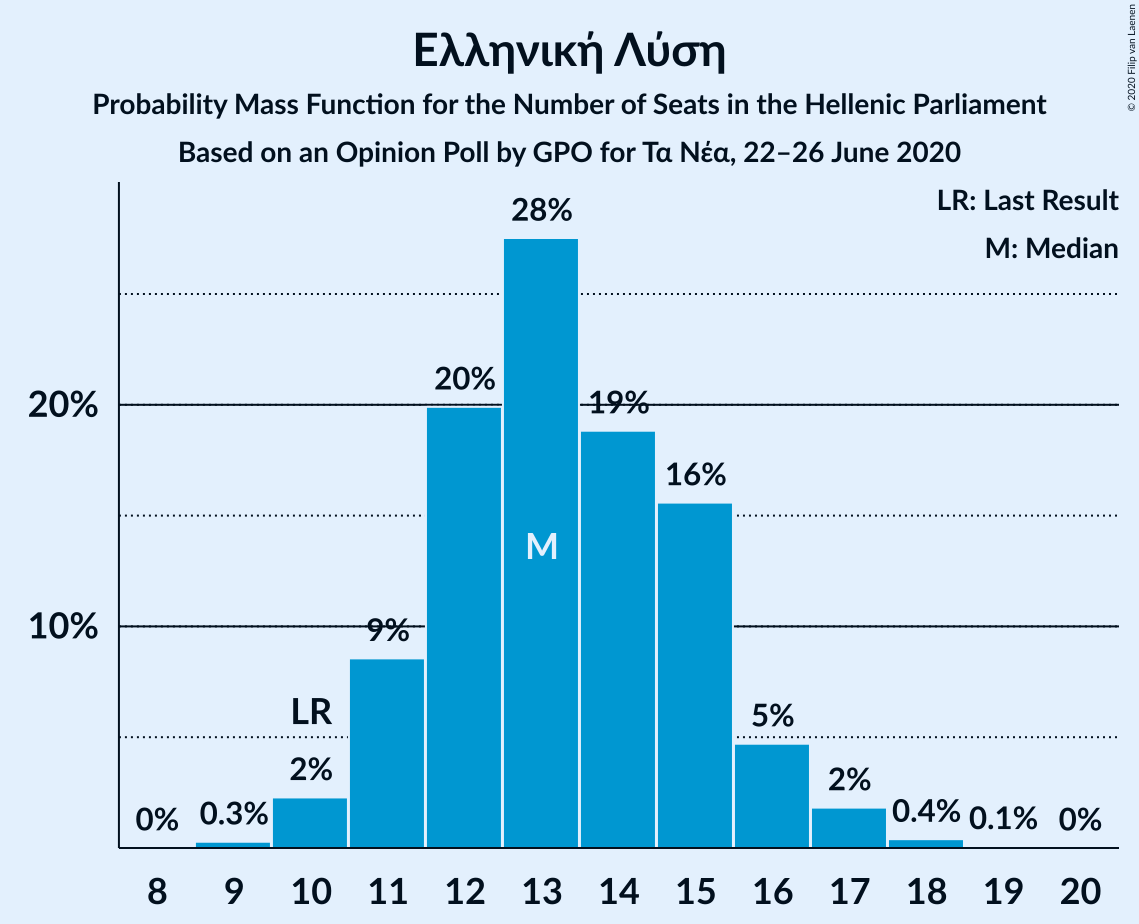 Ελληνική Λύση
Probability Mass Function for the Number of Seats in the Hellenic Parliament
Based on an Opinion Poll by GPO for Τα Νέα, 22–26 June 2020
© 2020 Filip van Laenen
LR: Last Result
M: Median
28%
20%
20%
19%
16%
M
10%
9%
LR
5%
2%
2%
0%
0.3%
0.4%
0.1%
0%
8 9 10 11 12 13 14 15 16 17 18 19 20